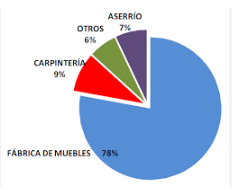 ASERRÍO
7%
OTROS
6%
CARPINTERÍA
9%
FÁBRICA DE MUEBLES 78%